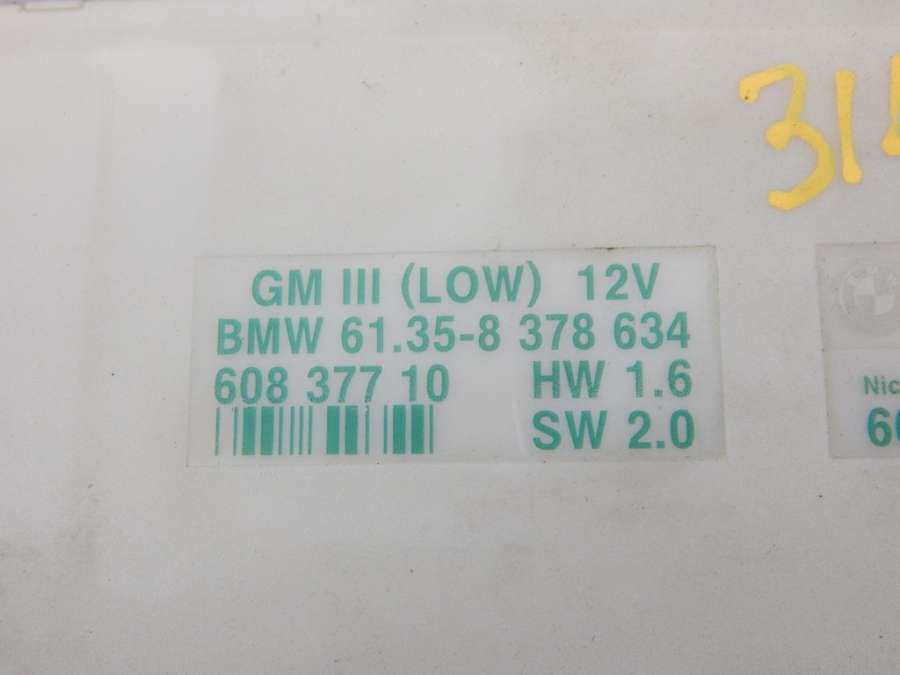 GM III (LOW) 12V
BMW 61.35-8 378 634
608 377 10 HW 1.6
SW 2.0
31